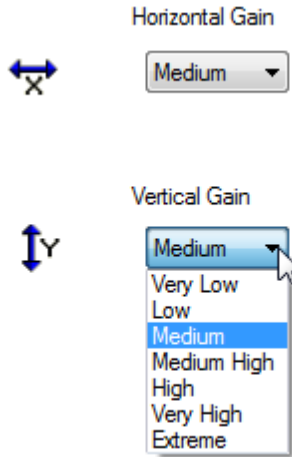 Horizontal Gain
X
Medium
Vertical Gain
Y
Medium
Very Low
Low
Medium
Medium High
High
Very High
Extreme